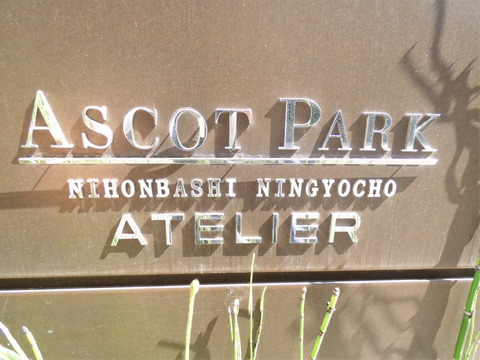 ASCOT PARK
NIHONBASHI NINGYOCHO
ATELIER